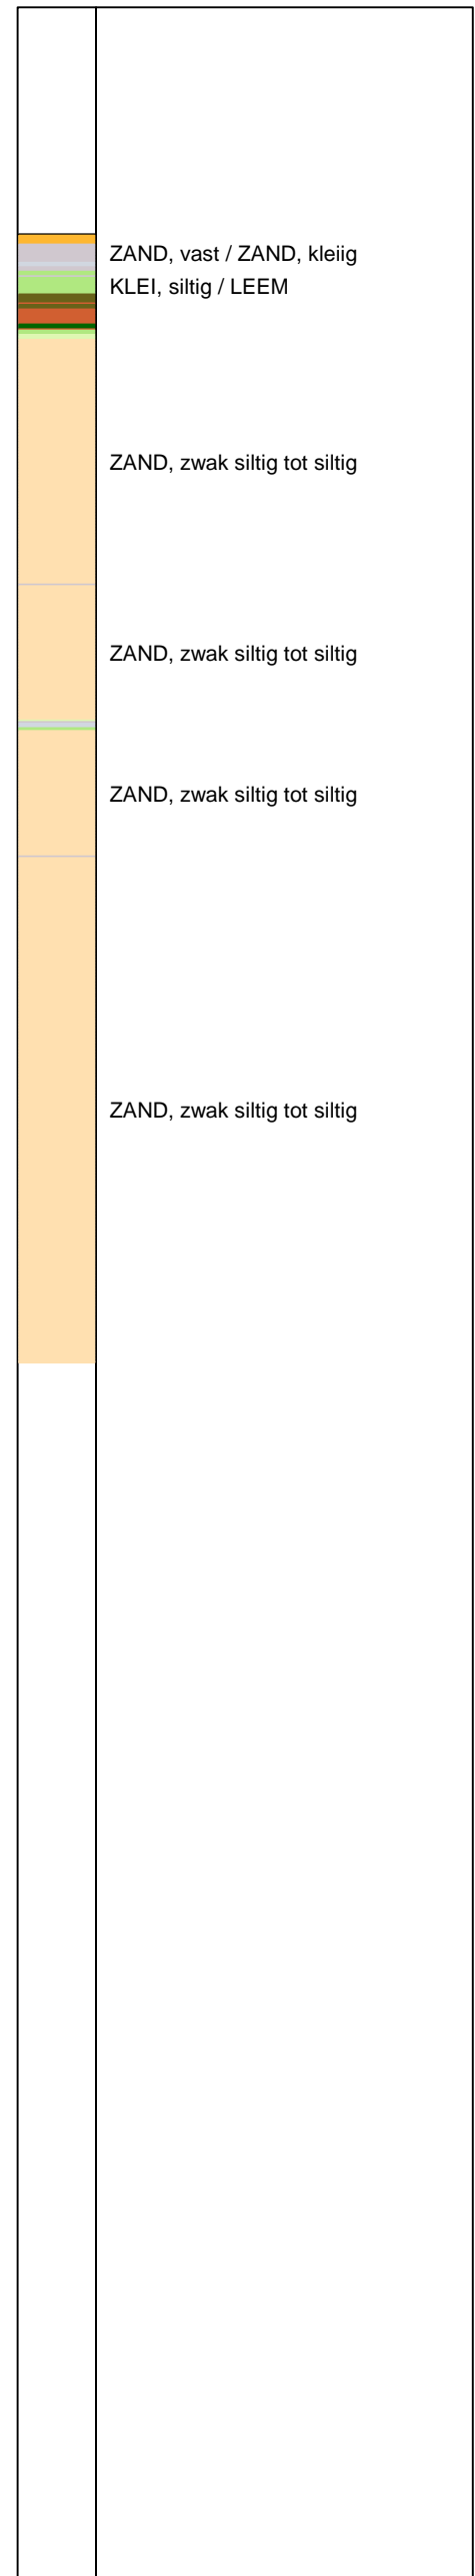 ZAND, vast / ZAND, kleiig
KLEI, siltig / LEEM
ZAND, zwak siltig tot siltig
ZAND, zwak siltig tot siltig
ZAND, zwak siltig tot siltig
ZAND, zwak siltig tot siltig